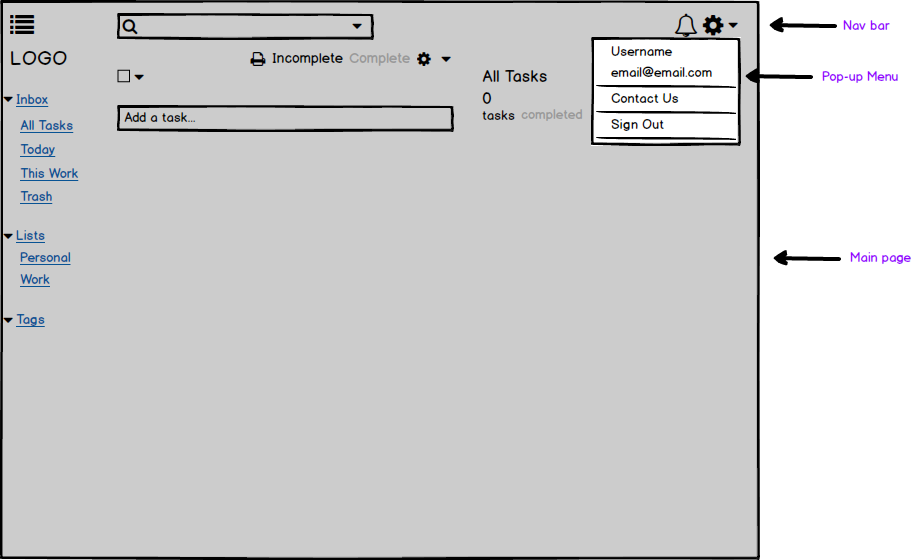 Nav bar
LOGO
Incomplete Complete
Username
email@email.com
Contact Us
Sign Out
Pop-up Menu
All Tasks
0
tasks completed
Add a task...
Inbox
All Tasks
Today
This Work
Trash
Lists
Personal
Work
Tags
Main page